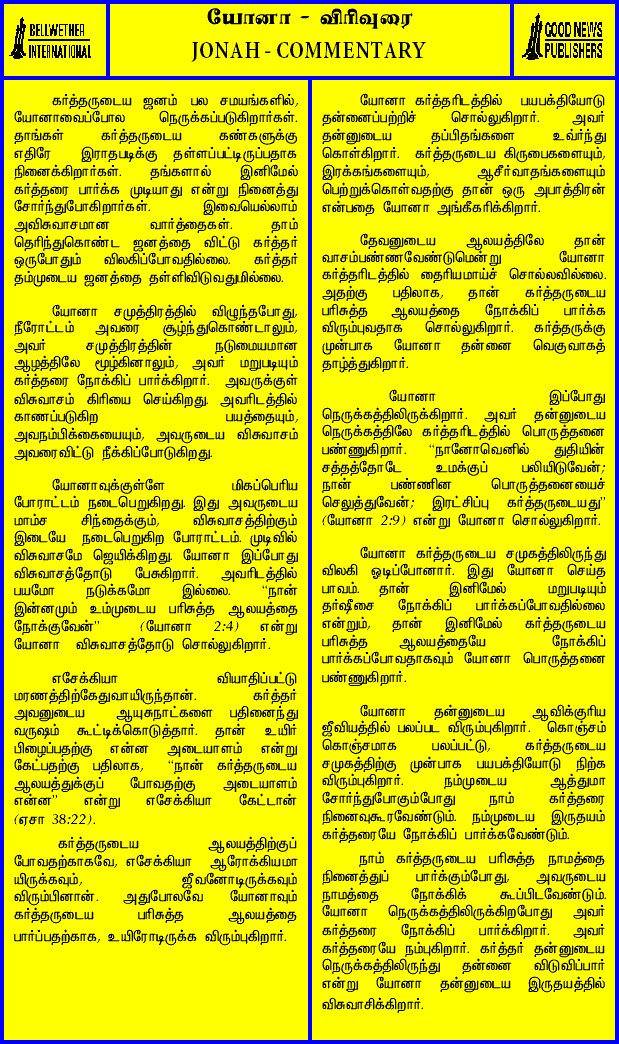 BELLWETHER
INTERNATIONAL
யோனா - விரிவுரை
JONAH - COMMENTARY
GOOD NEWS
PUBLISHERS
கர்த்தருடைய ஜனம் பல சமயங்களில்,
யோனாவைப்போல நெருக்கப்படுகிறார்கள்.
தாங்கள் கர்த்தருடைய கண்களுக்கு
எதிரே இராதபடிக்கு தள்ளப்பட்டிருப்பதாக
நினைக்கிறார்கள். தங்களால் இனிமேல்
கர்த்தரை பார்க்க முடியாது என்று நினைத்து
சோர்ந்துபோகிறார்கள். இவையெல்லாம்
அவிசுவாசமான வார்த்தைகள். தாம்
தெரிந்துகொண்ட ஜனத்தை விட்டு கர்த்தர்
ஒருபோதும் விலகிப்போவதில்லை. கர்த்தர்
தம்முடைய ஜனத்தை தள்ளிவிடுவதுமில்லை.
யோனா சமுத்திரத்தில் விழுந்தபோது,
நீரோட்டம் அவரை சூழ்ந்துகொண்டாலும்,
அவர் சமுத்திரத்தின் நடுமையமான
ஆழத்திலே மூழ்கினாலும், அவர் மறுபடியும்
கர்த்தரை நோக்கிப் பார்க்கிறார். அவருக்குள்
விசுவாசம் கிரியை செய்கிறது. அவரிடத்தில்
காணப்படுகிற பயத்தையும்,
அவநம்பிக்கையையும், அவருடைய விசுவாசம்
அவரைவிட்டு நீக்கிப்போடுகிறது.
யோனாவுக்குள்ளே மிகப்பெரிய
போராட்டம் நடைபெறுகிறது. இது அவருடைய
மாம்ச சிந்தைக்கும், விசுவாசத்திற்கும்
இடையே நடைபெறுகிற போராட்டம். முடிவில்
விசுவாசமே ஜெயிக்கிறது. யோனா இப்போது
விசுவாசத்தோடு பேசுகிறார். அவரிடத்தில்
பயமோ நடுக்கமோ இல்லை. “நான்
இன்னமும் உம்முடைய பரிசுத்த ஆலயத்தை
நோக்குவேன்” (யோனா 2:4) என்று
யோனா விசுவாசத்தோடு சொல்லுகிறார்.
எசேக்கியா வியாதிப்பட்டு
மரணத்திற்கேதுவாயிருந்தான். கர்த்தர்
அவனுடைய ஆயுசுநாட்களை பதினைந்து
வருஷம் கூட்டிக்கொடுத்தார். தான் உயிர்
பிழைப்பதற்கு என்ன அடையாளம் என்று
கேட்பதற்கு பதிலாக, “நான் கர்த்தருடைய
ஆலயத்துக்குப் போவதற்கு அடையாளம்
என்ன” என்று எசேக்கியா கேட்டான்
(ஏசா 38:22).
கர்த்தருடைய ஆலயத்திற்குப்
போவதற்காகவே, எசேக்கியா ஆரோக்கியமா
யிருக்கவும், ஜீவனோடிருக்கவும்
விரும்பினான். அதுபோலவே யோனாவும்
கர்த்தருடைய பரிசுத்த ஆலயத்தை
பார்ப்பதற்காக, உயிரோடிருக்க விரும்புகிறார்.
யோனா கர்த்தரிடத்தில் பயபக்தியோடு
தன்னைப்பற்றிச் சொல்லுகிறார். அவர்
தன்னுடைய தப்பிதங்களை உணர்ந்து
கொள்கிறார். கர்த்தருடைய கிருபைகளையும்,
இரக்கங்களையும், ஆசீர்வாதங்களையும்
பெற்றுக்கொள்வதற்கு தான் ஒரு அபாத்திரன்
என்பதை யோனா அங்கீகரிக்கிறார்.
தேவனுடைய ஆலயத்திலே தான்
வாசம்பண்ணவேண்டுமென்று யோனா
கர்த்தரிடத்தில் தைரியமாய்ச் சொல்லவில்லை.
அதற்கு பதிலாக, தான் கர்த்தருடைய
பரிசுத்த ஆலயத்தை நோக்கிப் பார்க்க
விரும்புவதாக சொல்லுகிறார். கர்த்தருக்கு
முன்பாக யோனா தன்னை வெகுவாகத்
தாழ்த்துகிறார்.
யோனா இப்போது
நெருக்கத்திலிருக்கிறார். அவர் தன்னுடைய
நெருக்கத்திலே கர்த்தரிடத்தில் பொருத்தனை
பண்ணுகிறார். “நானோவெனில் துதியின்
சத்தத்தோடே உமக்குப் பலியிடுவேன்;
நான் பண்ணின பொருத்தனையைச்
செலுத்துவேன்; இரட்சிப்பு கர்த்தருடையது”
(யோனா 2:9) என்று யோனா சொல்லுகிறார்.
யோனா கர்த்தருடைய சமுகத்திலிருந்து
விலகி ஓடிப்போனார். இது யோனா செய்த
பாவம். தான் இனிமேல் மறுபடியும்
தர்ஷீசை நோக்கிப் பார்க்கப்போவதில்லை
என்றும், தான் இனிமேல் கர்த்தருடைய
பரிசுத்த ஆலயத்தையே நோக்கிப்
பார்க்கப்போவதாகவும் யோனா பொருத்தனை
பண்ணுகிறார்.
யோனா தன்னுடைய ஆவிக்குரிய
ஜீவியத்தில் பலப்பட விரும்புகிறார். கொஞ்சம்
கொஞ்சமாக பலப்பட்டு, கர்த்தருடைய
சமுகத்திற்கு முன்பாக பயபக்தியோடு நிற்க
விரும்புகிறார். நம்முடைய ஆத்துமா
சோர்ந்துபோகும்போது நாம் கர்த்தரை
நினைவுகூரவேண்டும். நம்முடைய இருதயம்
கர்த்தரையே நோக்கிப் பார்க்கவேண்டும்.
நாம் கர்த்தருடைய பரிசுத்த நாமத்தை
நினைத்துப் பார்க்கும்போது, அவருடைய
நாமத்தை நோக்கிக் கூப்பிடவேண்டும்.
யோனா நெருக்கத்திலிருக்கிறபோது அவர்
கர்த்தரை நோக்கிப் பார்க்கிறார். அவர்
கர்த்தரையே நம்புகிறார். கர்த்தர் தன்னுடைய
நெருக்கத்திலிருந்து தன்னை விடுவிப்பார்
என்று யோனா தன்னுடைய இருதயத்தில்
விசுவாசிக்கிறார்.